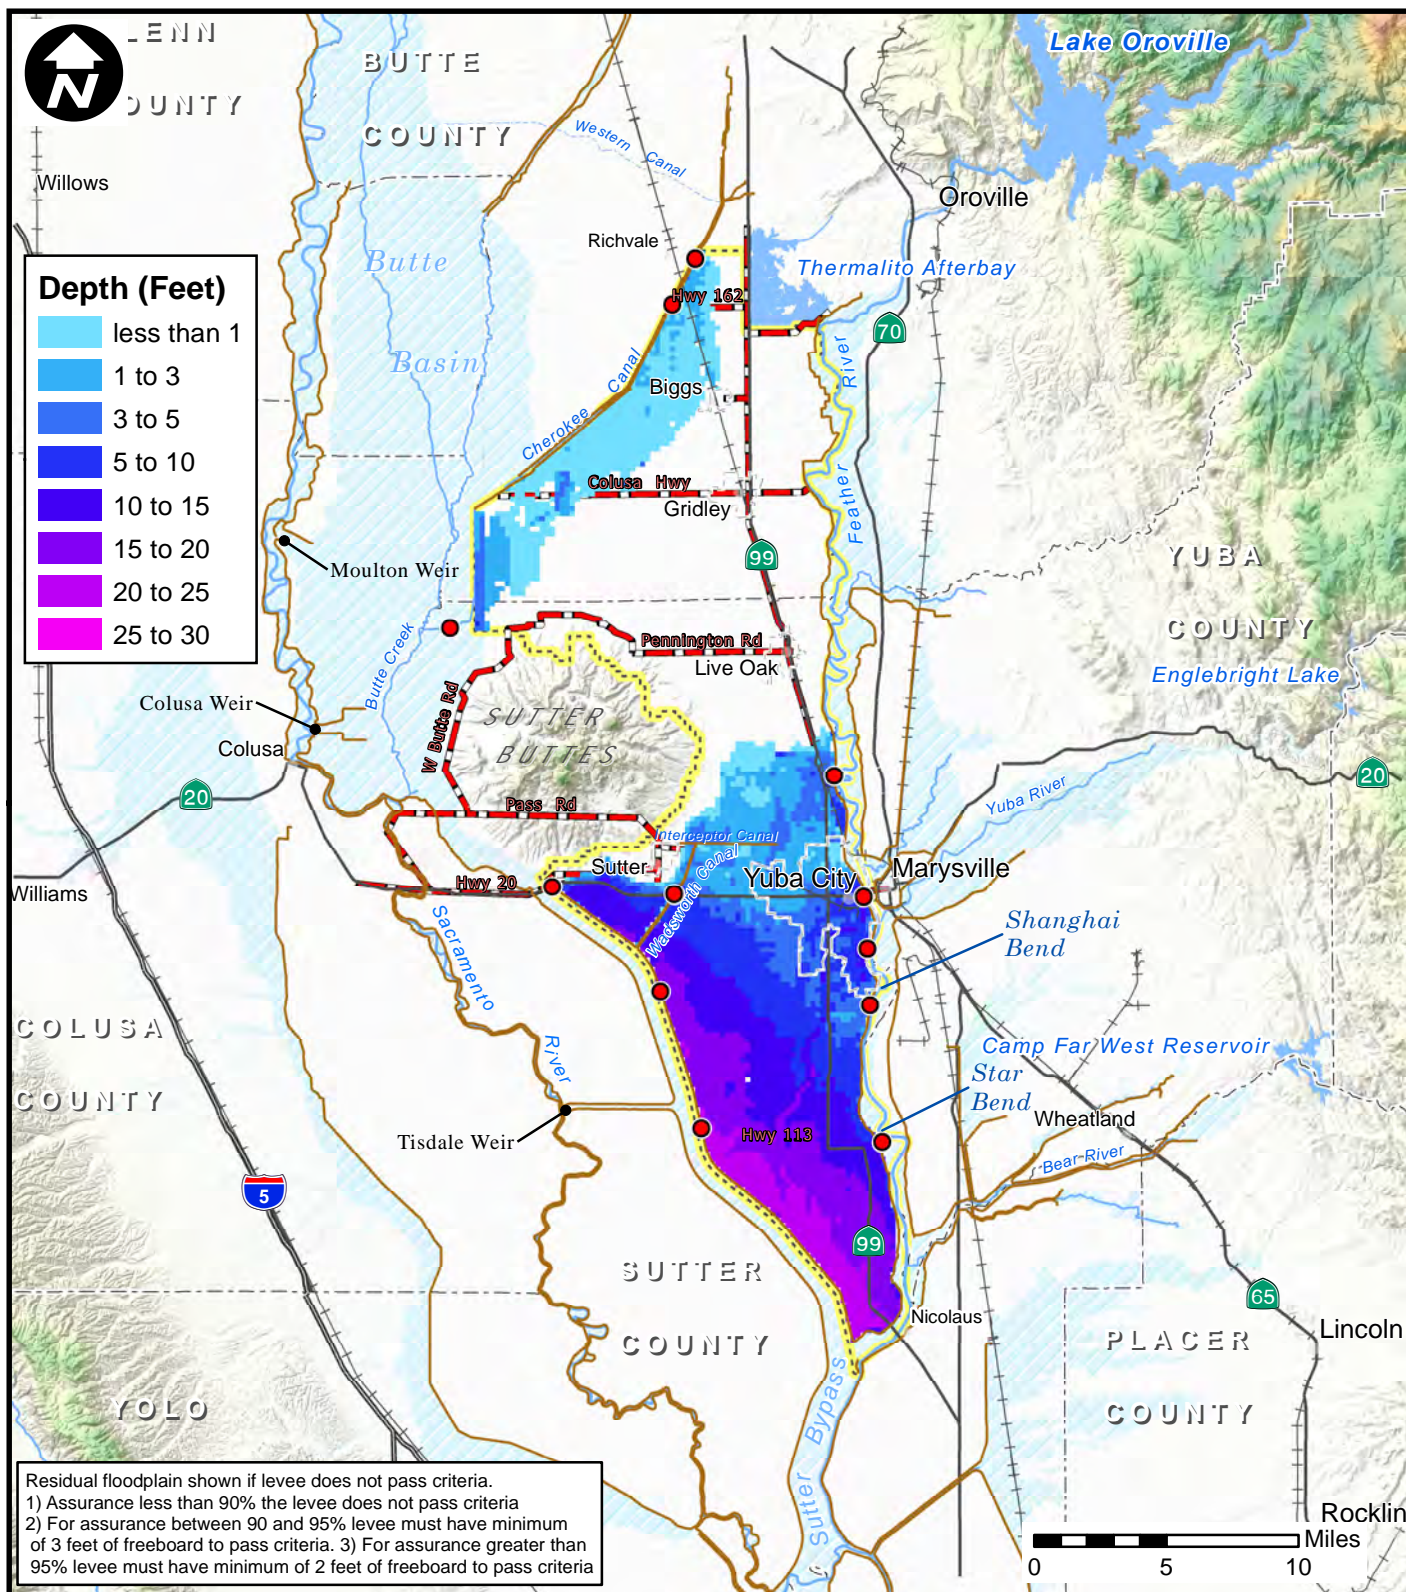 LENN
OUNTY
N
BUTTE
COUNTY
Lake Oroville
Western Canal
Willows
Oroville
Richvale
Butte
Basin
Thermalito Afterbay
Depth (Feet)
less than 1
1 to 3
3 to 5
5 to 10
10 to 15
15 to 20
20 to 25
25 to 30
Hwy 162
70
Feather River
Biggs
Cherokee Canal
Colusa Hwy
Gridley
99
Moulton Weir
YUBA
COUNTY
Butte Creek
Pennington Rd
Live Oak
Englebright Lake
W Butte Rd
Colusa Weir
SUTTER
BUTTES
Colusa
20
20
Pass Rd
Yuba River
Interceptor Canal
Sutter
Wadsworth Canal
Yuba City
Marysville
Williams
Hwy 20
Sacramento
River
Shanghai
Bend
COLUSA
COUNTY
Camp Far West Reservoir
Star
Bend
Wheatland
Tisdale Weir
Hwy 113
Bear River
5
99
SUTTER
COUNTY
Nicolaus
65
PLACER
COUNTY
Lincoln
YOLO
Sutter Bypass
Residual floodplain shown if levee does not pass criteria.
1) Assurance less than 90% the levee does not pass criteria
2) For assurance between 90 and 95% levee must have minimum
of 3 feet of freeboard to pass criteria. 3) For assurance greater than
95% levee must have minimum of 2 feet of freeboard to pass criteria
Rocklin
Miles
0 5 10